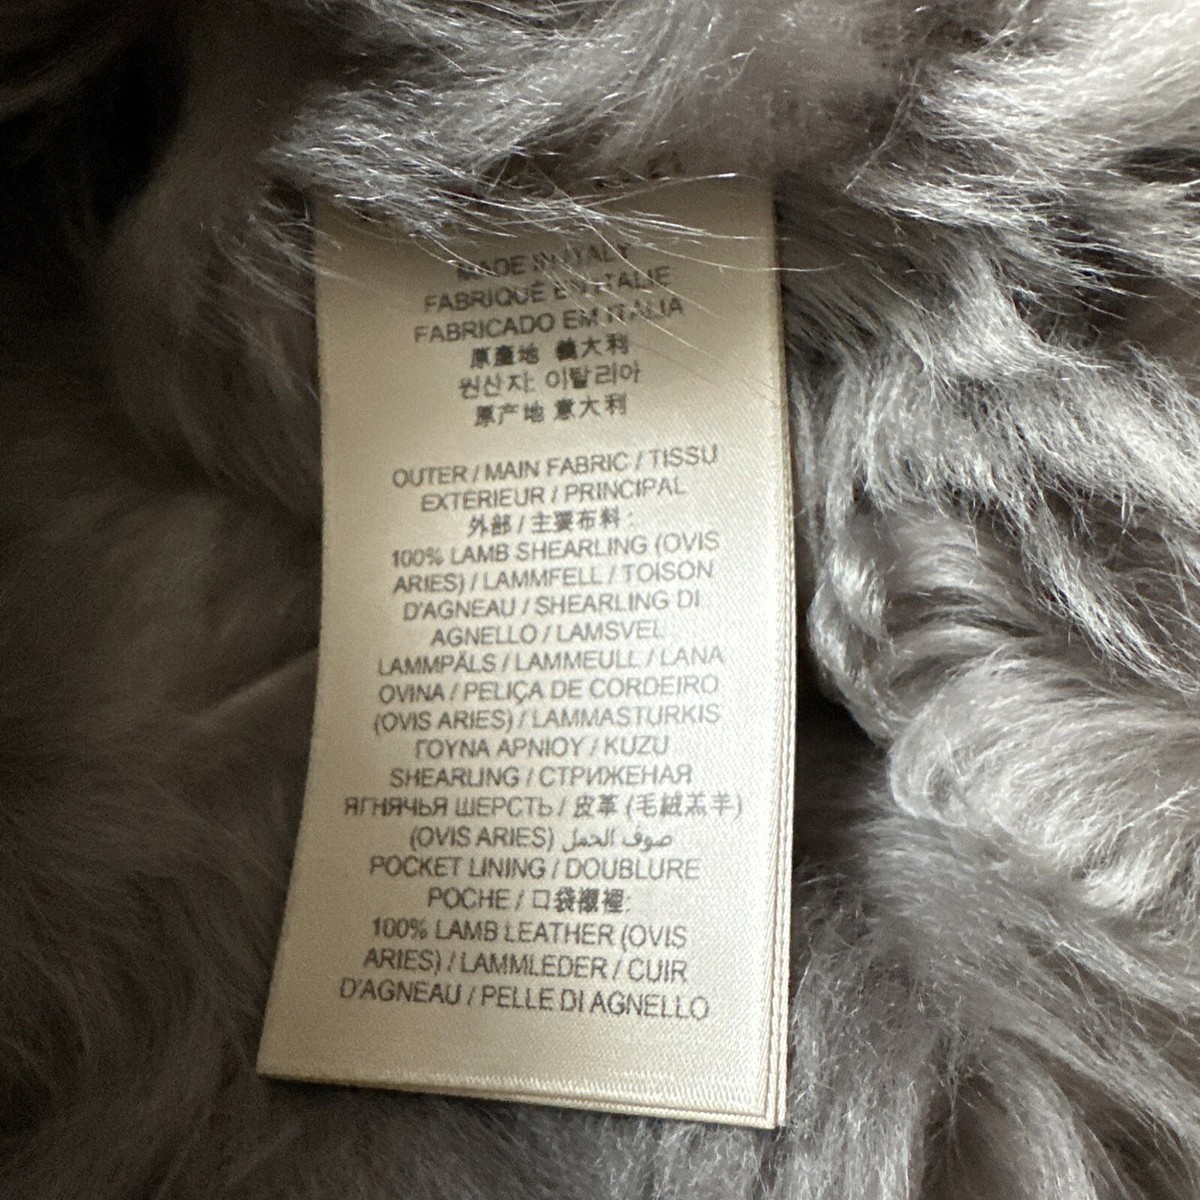 MADE IN ITALY
FABRIQUÉ EN ITALIE
FABRICADO EM ITÁLIA
原產地 義大利
원산지: 이탈리아
原产地 意大利
OUTER / MAIN FABRIC / TISSU
EXTÉRIEUR / PRINCIPAL
外部 / 主要布料 :
100% LAMB SHEARLING (OVIS
ARIES) / LAMMFELL / TOISON
D'AGNEAU / SHEARLING DI
AGNELLO / LAMSVEL
LAMMPÄLS / LAMMEULL / LANA
OVINA / PELIÇA DE CORDEIRO
(OVIS ARIES) / LAMMASTURKIS
ΓΟΥΝΑ ΑΡΝΙΟΥ / KUZU
SHEARLING / СТРИЖЕНАЯ
ЯГНЯЧЬЯ ШЕРСТЬ / 皮革 (毛絨羔羊)
(OVIS ARIES) صوف الحمل
POCKET LINING / DOUBLURE
POCHE / 口袋襯裡:
100% LAMB LEATHER (OVIS
ARIES) / LAMMLEDER / CUIR
D'AGNEAU / PELLE DI AGNELLO